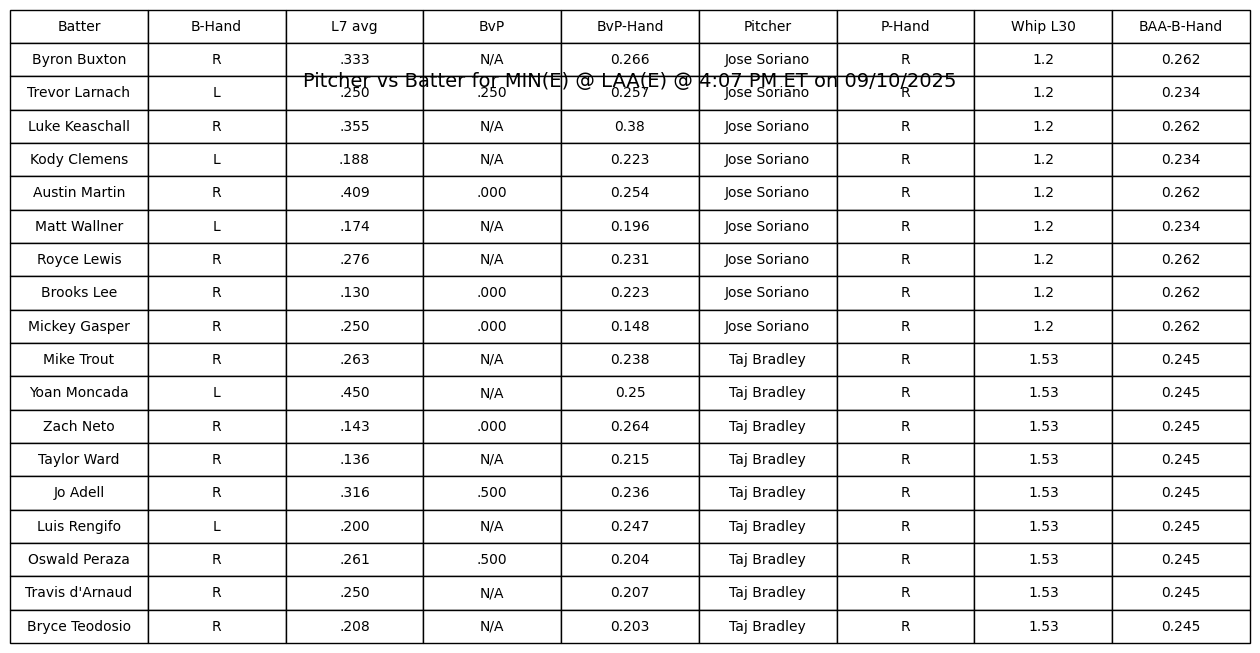 Batter B-Hand L7 avg BvP BvP-Hand Pitcher P-Hand Whip L30 BAA-B-Hand
Byron Buxton R .333 N/A 0.266 Jose Soriano R 1.2 0.262
Pitcher vs Batter for MIN(E) @ LAA(E) @ 4:07 PM ET on 09/10/2025
Trevor Larnach L .250 .250 0.257 Jose Soriano R 1.2 0.234
Luke Keaschall R .355 N/A 0.38 Jose Soriano R 1.2 0.262
Kody Clemens L .188 N/A 0.223 Jose Soriano R 1.2 0.234
Austin Martin R .409 .000 0.254 Jose Soriano R 1.2 0.262
Matt Wallner L .174 N/A 0.196 Jose Soriano R 1.2 0.234
Royce Lewis R .276 N/A 0.231 Jose Soriano R 1.2 0.262
Brooks Lee R .130 .000 0.223 Jose Soriano R 1.2 0.262
Mickey Gasper R .250 .000 0.148 Jose Soriano R 1.2 0.262
Mike Trout R .263 N/A 0.238 Taj Bradley R 1.53 0.245
Yoan Moncada L .450 N/A 0.25 Taj Bradley R 1.53 0.245
Zach Neto R .143 .000 0.264 Taj Bradley R 1.53 0.245
Taylor Ward R .136 N/A 0.215 Taj Bradley R 1.53 0.245
Jo Adell R .316 .500 0.236 Taj Bradley R 1.53 0.245
Luis Rengifo L .200 N/A 0.247 Taj Bradley R 1.53 0.245
Oswald Peraza R .261 .500 0.204 Taj Bradley R 1.53 0.245
Travis d'Arnaud R .250 N/A 0.207 Taj Bradley R 1.53 0.245
Bryce Teodosio R .208 N/A 0.203 Taj Bradley R 1.53 0.245